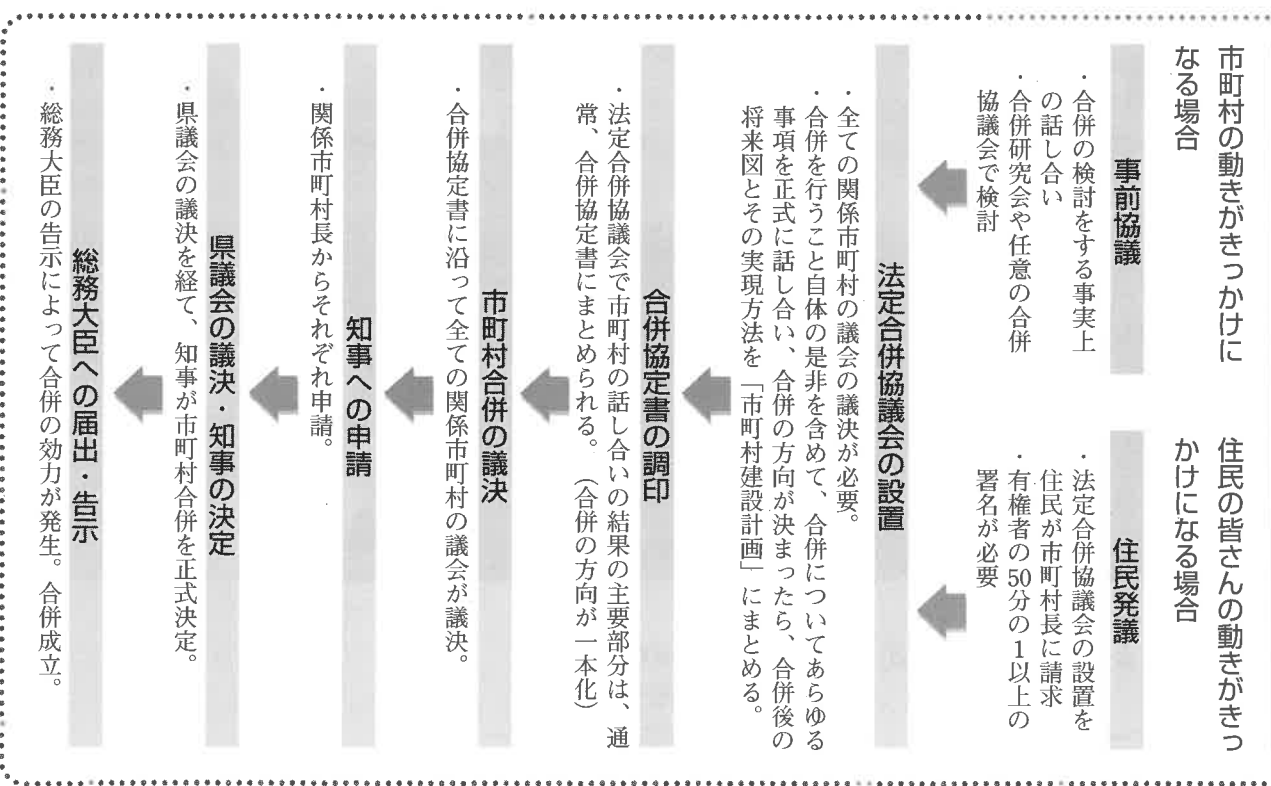 市町村の動きがきっかけに
なる場合
事前協議
・合併の検討をする事実上
の話し合い
・合併研究会や任意の合併
協議会で検討
住民の皆さんの動きがきっ
かけになる場合
住民発議
・法定合併協議会の設置を
住民が市町村長に請求
・有権者の50分の1以上の
署名が必要
法定合併協議会の設置
・全ての関係市町村の議会の議決が必要。
・合併を行うこと自体の是非を含めて、合併についてあらゆる
事項を正式に話し合い、合併の方向が決まったら、合併後の
将来図とその実現方法を「市町村建設計画」にまとめる。
合併協定書の調印
・法定合併協議会で市町村の話し合いの結果の主要部分は、通
常、合併協定書にまとめられる。（合併の方向が一本化）
市町村合併の議決
・合併協定書に沿って全ての関係市町村の議会が議決。
知事への申請
・関係市町村長からそれぞれ申請。
県議会の議決・知事の決定
・県議会の議決を経て、知事が市町村合併を正式決定。
総務大臣への届出・告示
・総務大臣の告示によって合併の効力が発生。合併成立。